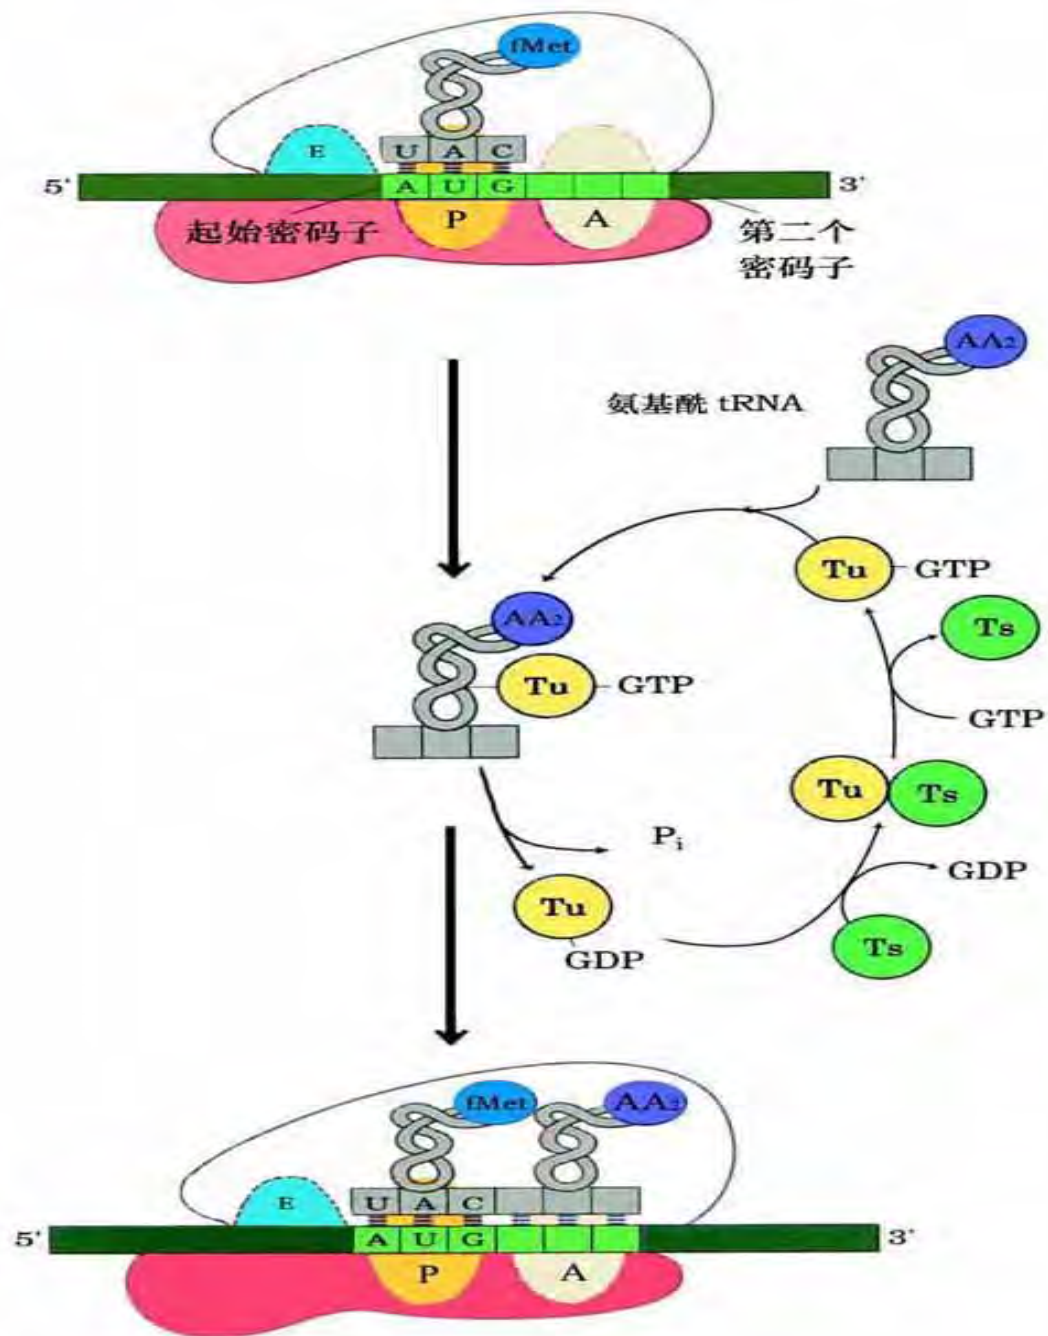 fMet
E
U A C
5'
A U G
3'
起始密码子
P
A
第二个
密码子
AA₂
氨基酰 tRNA
Tu
GTP
Ts
AA₂
Tu
GTP
GTP
Tu
Ts
Pᵢ
GDP
Tu
Ts
GDP
fMet
AA₂
E
U A C
5'
A U G
3'
P
A